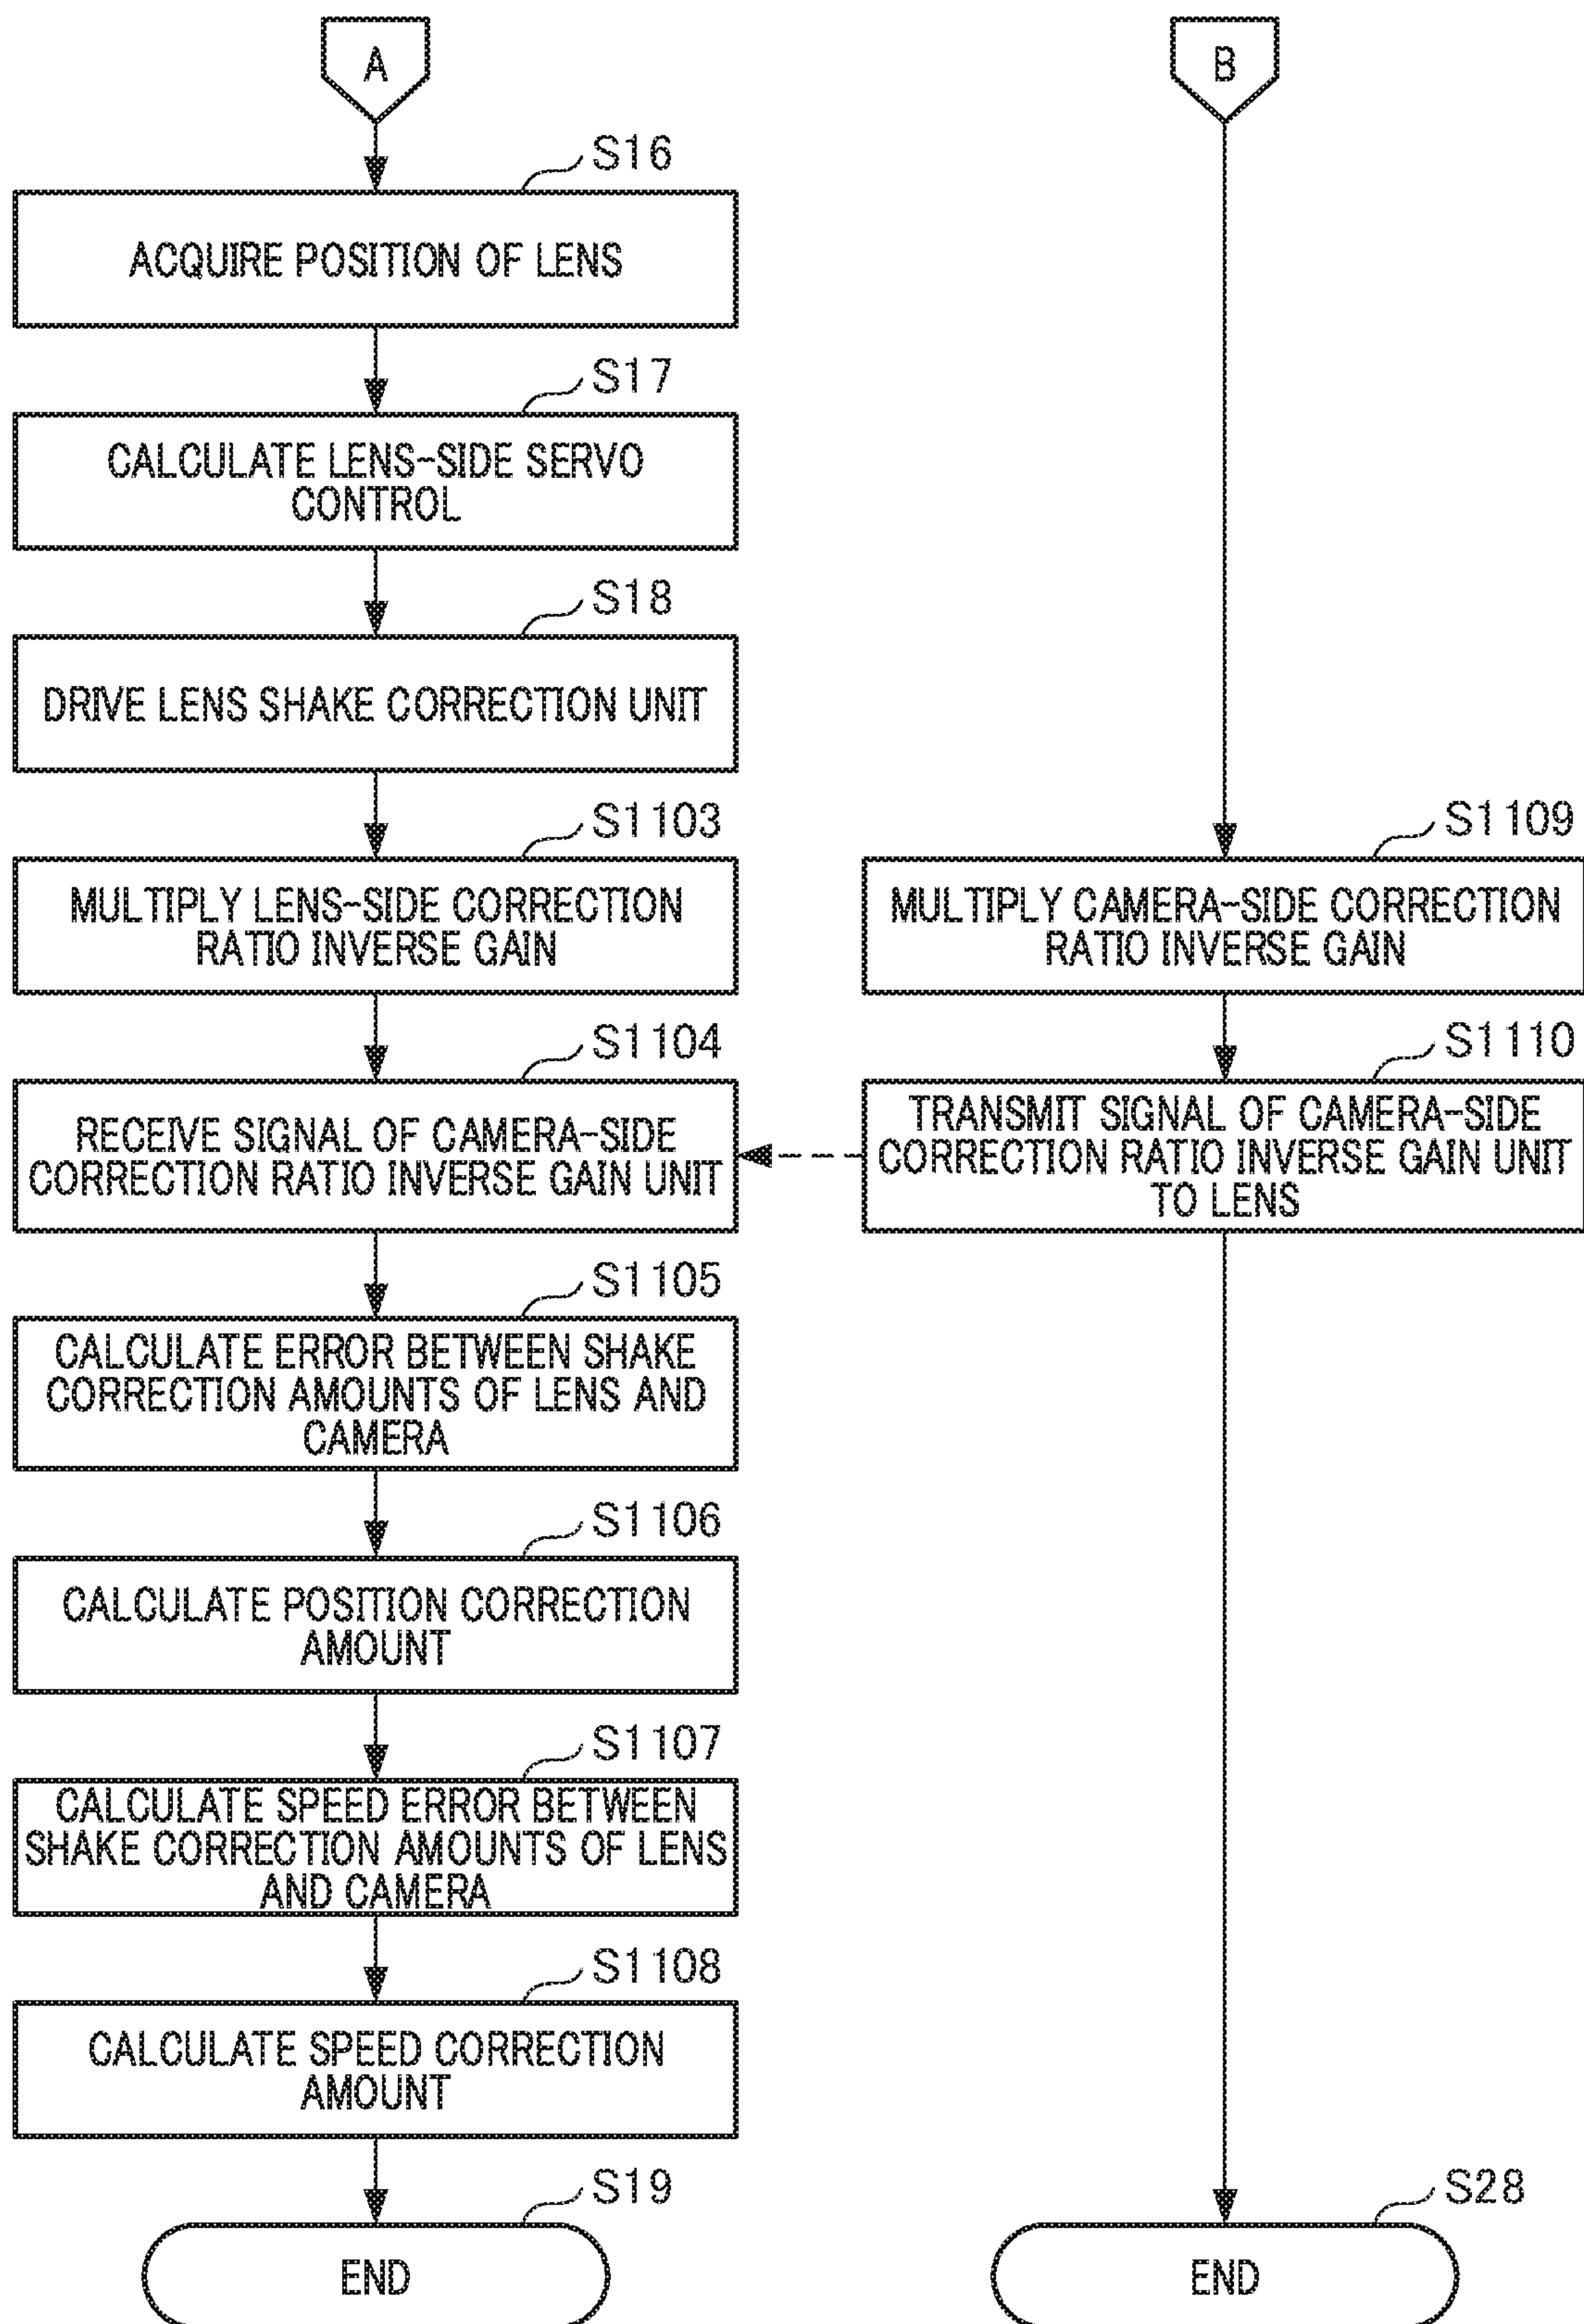 A
S16
ACQUIRE POSITION OF LENS
S17
CALCULATE LENS-SIDE SERVO
CONTROL
S18
DRIVE LENS SHAKE CORRECTION UNIT
S1103
MULTIPLY LENS-SIDE CORRECTION
RATIO INVERSE GAIN
S1104
RECEIVE SIGNAL OF CAMERA-SIDE
CORRECTION RATIO INVERSE GAIN UNIT
S1105
CALCULATE ERROR BETWEEN SHAKE
CORRECTION AMOUNTS OF LENS AND
CAMERA
S1106
CALCULATE POSITION CORRECTION
AMOUNT
S1107
CALCULATE SPEED ERROR BETWEEN
SHAKE CORRECTION AMOUNTS OF LENS
AND CAMERA
S1108
CALCULATE SPEED CORRECTION
AMOUNT
S19
END
B
S1109
MULTIPLY CAMERA-SIDE CORRECTION
RATIO INVERSE GAIN
S1110
TRANSMIT SIGNAL OF CAMERA-SIDE
CORRECTION RATIO INVERSE GAIN UNIT
TO LENS
S28
END